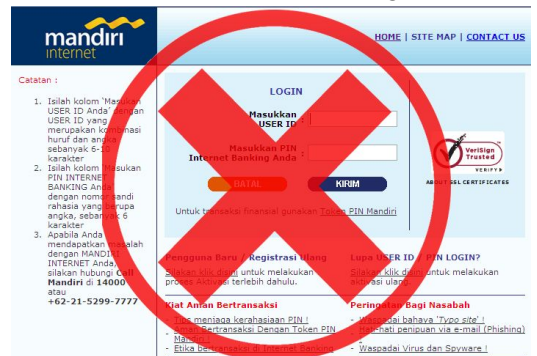 mandiri
internet
HOME | SITE MAP | CONTACT US
Catatan :
1. Isilah kolom 'Masukan
USER ID Anda' dengan
USER ID yang
merupakan kombinasi
huruf dan angka
sebanyak 6-10
karakter
2. Isilah kolom 'Masukan
PIN INTERNET
BANKING Anda'
dengan nomor sandi
rahasia yang berupa
angka, sebanyak 6
karakter
3. Apabila Anda
mendapatkan masalah
dengan MANDIRI
INTERNET Anda,
silakan hubungi Call
Mandiri di 14000
atau
+62-21-5299-7777
LOGIN
Masukkan
USER ID :
Masukkan PIN
Internet Banking Anda :
BATAL KIRIM
Untuk transaksi finansial gunakan Token PIN Mandiri
VeriSign
Trusted
VERIFY
ABOUT SSL CERTIFICATES
Pengguna Baru / Registrasi Ulang
Silakan klik disini untuk melakukan
proses Aktivasi terlebih dahulu.
Lupa USER ID / PIN LOGIN?
Silakan klik disini untuk melakukan
aktivasi ulang.
Kiat Aman Bertransaksi
- Tips menjaga kerahasiaan PIN !
- Aman Bertransaksi Dengan Token PIN
Mandiri !
- Etika bertransaksi di Internet Banking
Peringatan Bagi Nasabah
- Waspadai bahaya 'Typo site' !
- Hati-hati penipuan via e-mail (Phishing)
!
- Waspadai Virus dan Spyware !